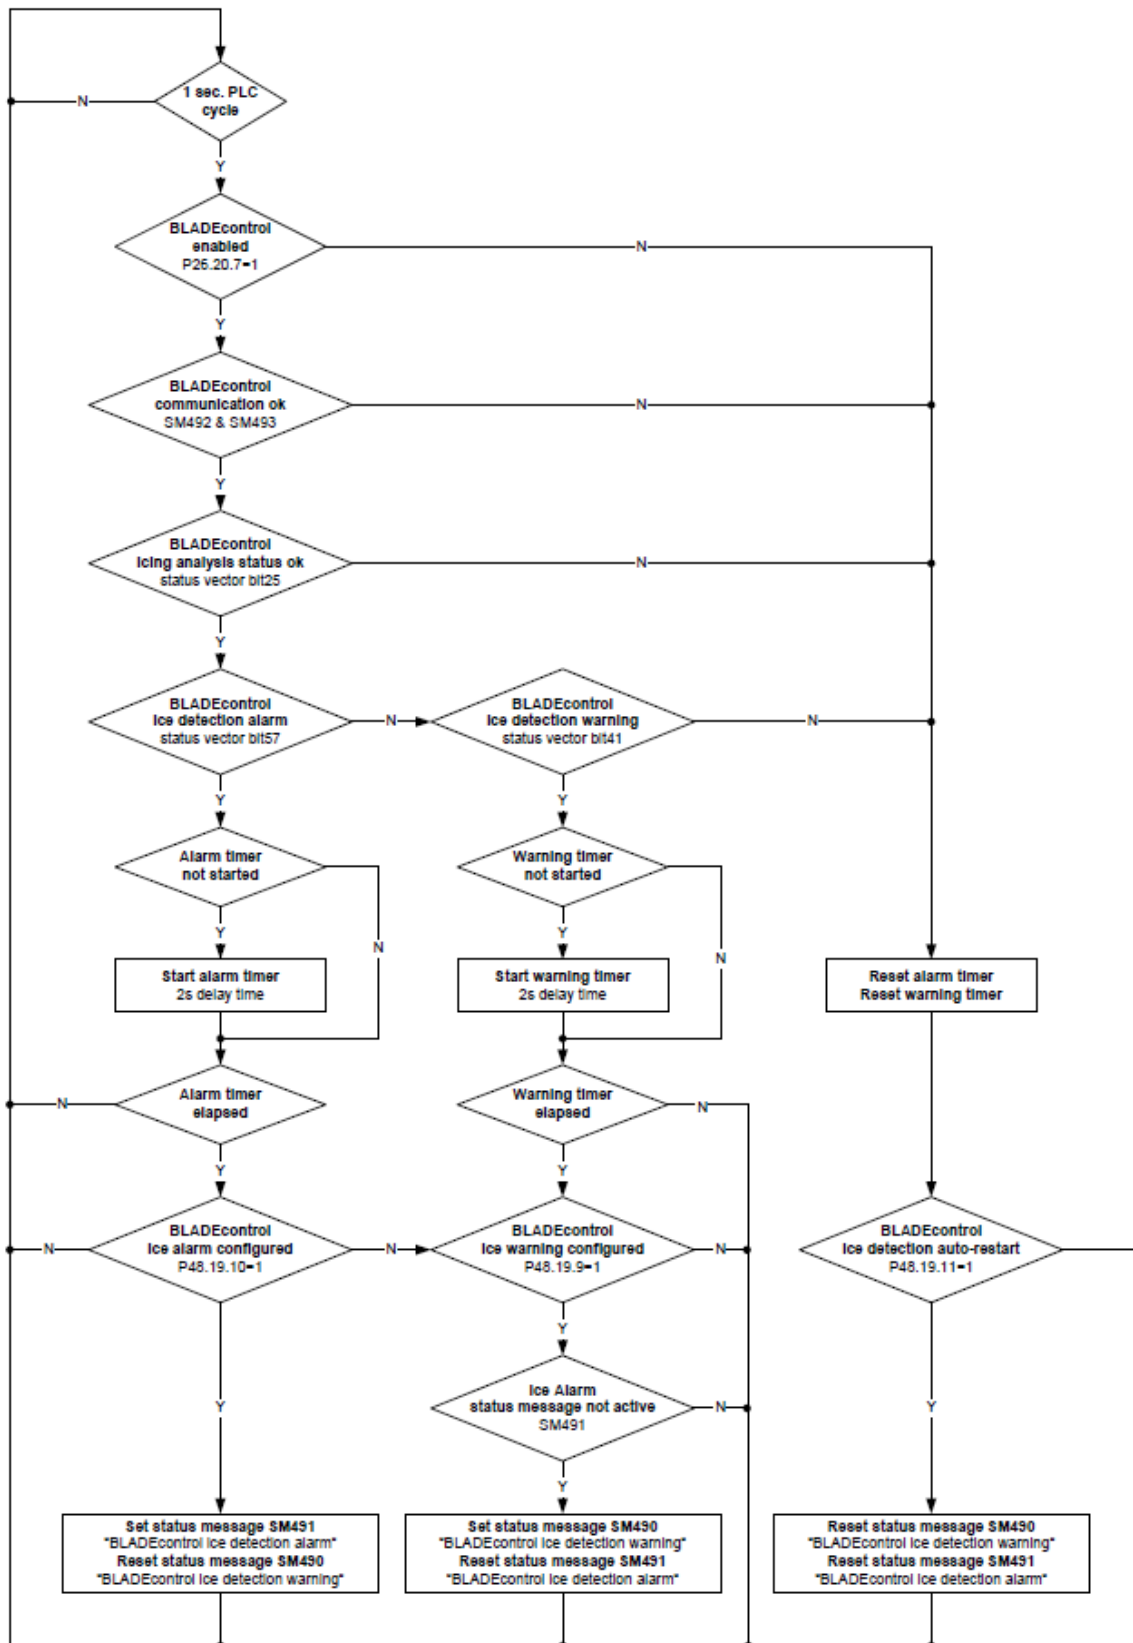 1 sec. PLC
cycle
N
Y
BLADEcontrol
enabled
P26.20.7=1
N
Y
BLADEcontrol
communication ok
SM492 & SM493
N
Y
BLADEcontrol
Icing analysis status ok
status vector bit25
N
Y
BLADEcontrol
Ice detection alarm
status vector bit57
N
BLADEcontrol
Ice detection warning
status vector bit41
N
Y
Y
Alarm timer
not started
Warning timer
not started
Y
N
Y
N
Start alarm timer
2s delay time
Start warning timer
2s delay time
Reset alarm timer
Reset warning timer
N
Alarm timer
elapsed
Warning timer
elapsed
N
Y
Y
N
BLADEcontrol
Ice alarm configured
P48.19.10=1
N
BLADEcontrol
Ice warning configured
P48.19.9=1
N
BLADEcontrol
Ice detection auto-restart
P48.19.11=1
Y
Ice Alarm
status message not active
SM491
N
Y
Y
Y
Set status message SM491
"BLADEcontrol Ice detection alarm"
Reset status message SM490
"BLADEcontrol Ice detection warning"
Set status message SM490
"BLADEcontrol Ice detection warning"
Reset status message SM491
"BLADEcontrol Ice detection alarm"
Reset status message SM490
"BLADEcontrol Ice detection warning"
Reset status message SM491
"BLADEcontrol Ice detection alarm"